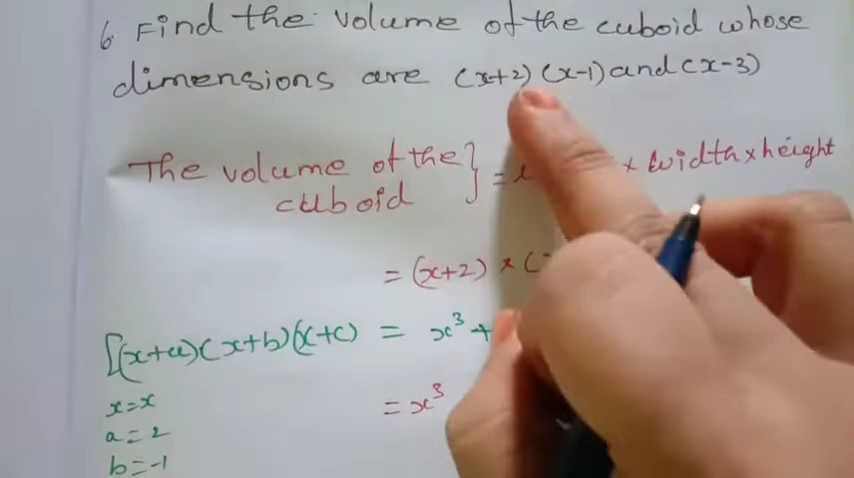 6 Find the volume of the cuboid whose
dimensions are (x+2) (x-1) and (x-3)
The volume of the } = × width × height
cuboid
= (x+2) × (
[(x+a)(x+b)(x+c) = x³ +
x=x
= x³
a = 2
b = -1